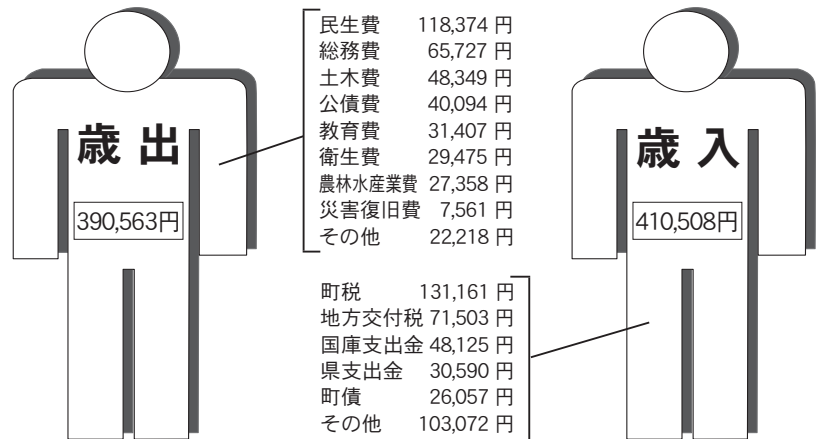 歳出
390,563円
民生費 118,374 円
総務費 65,727 円
土木費 48,349 円
公債費 40,094 円
教育費 31,407 円
衛生費 29,475 円
農林水産業費 27,358 円
災害復旧費 7,561 円
その他 22,218 円
歳入
410,508円
町税 131,161 円
地方交付税 71,503 円
国庫支出金 48,125 円
県支出金 30,590 円
町債 26,057 円
その他 103,072 円